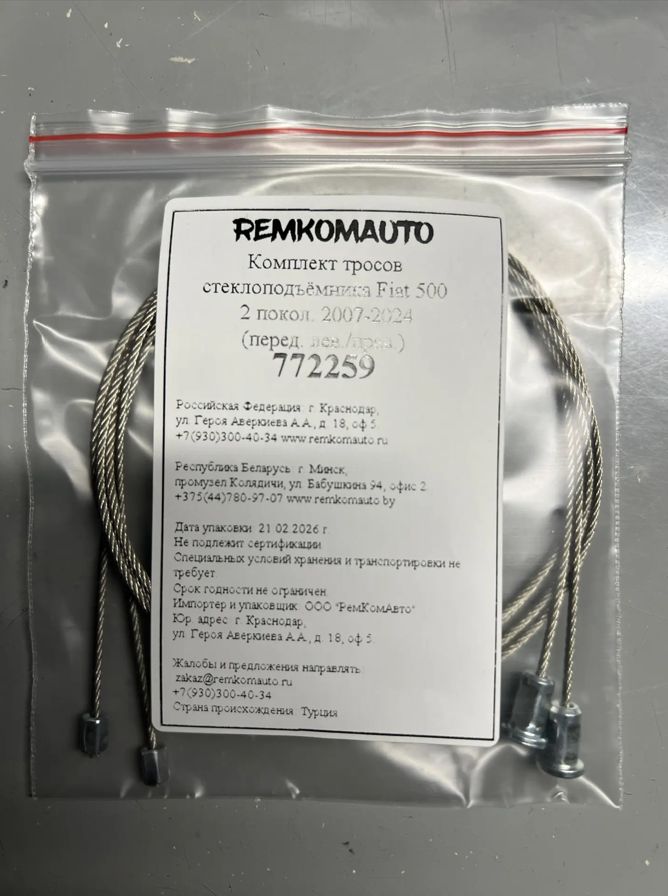 REMKOMAUTO
Комплект тросов
стеклоподъёмника Fiat 500
2 покол. 2007-2024
(перед. лев./прав.)
772259
Российская Федерация: г. Краснодар,
ул. Героя Аверкиева А.А., д. 18, оф 5.
+7(930)300-40-34 www.remkomauto.ru
Республика Беларусь: г. Минск,
промузел Колядичи, ул. Бабушкина 94, офис 2
+375(44)780-97-07 www.remkomauto.by
Дата упаковки: 21.02.2026 г.
Не подлежит сертификации.
Специальных условий хранения и транспортировки не
требует.
Срок годности не ограничен.
Импортер и упаковщик: ООО "РемКомАвто"
Юр. адрес: г. Краснодар,
ул. Героя Аверкиева А.А., д. 18, оф 5.
Жалобы и предложения направлять:
zakaz@remkomauto.ru
+7(930)300-40-34
Страна происхождения: Турция